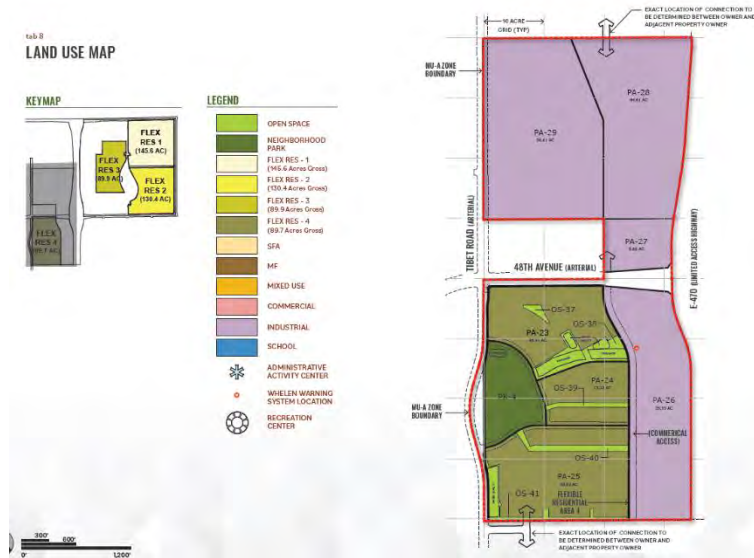 tab 8
LAND USE MAP
KEYMAP
FLEX
RES 1
(145.6 AC)
FLEX
RES 3
(89.9 AC)
FLEX
RES 2
(130.4 AC)
FLEX
RES 4
LEGEND
OPEN SPACE
NEIGHBORHOOD
PARK
FLEX RES - 1
(145.6 Acres Gross)
FLEX RES - 2
(130.4 Acres Gross)
FLEX RES - 3
(89.9 Acres Gross)
FLEX RES - 4
(89.7 Acres Gross)
SFA
MF
MIXED USE
COMMERCIAL
INDUSTRIAL
SCHOOL
ADMINISTRATIVE
ACTIVITY CENTER
WHELEN WARNING
SYSTEM LOCATION
RECREATION
CENTER
300'
600'
0'
1,200'
EXACT LOCATION OF CONNECTION TO
BE DETERMINED BETWEEN OWNER AND
ADJACENT PROPERTY OWNER
10 ACRE
GRID (TYP)
MU-A ZONE
BOUNDARY
PA-28
PA-29
PA-27
TIBET ROAD (ARTERIAL)
48TH AVENUE (ARTERIAL)
E-470 (LIMITED ACCESS HIGHWAY)
OS-37
PA-23
OS-38
PA-24
OS-39
PA-26
MU-A ZONE
BOUNDARY
(COMMERICAL
ACCESS)
OS-40
PA-25
FLEXIBLE
RESIDENTIAL
AREA 4
OS-41
EXACT LOCATION OF CONNECTION TO
BE DETERMINED BETWEEN OWNER AND
ADJACENT PROPERTY OWNER